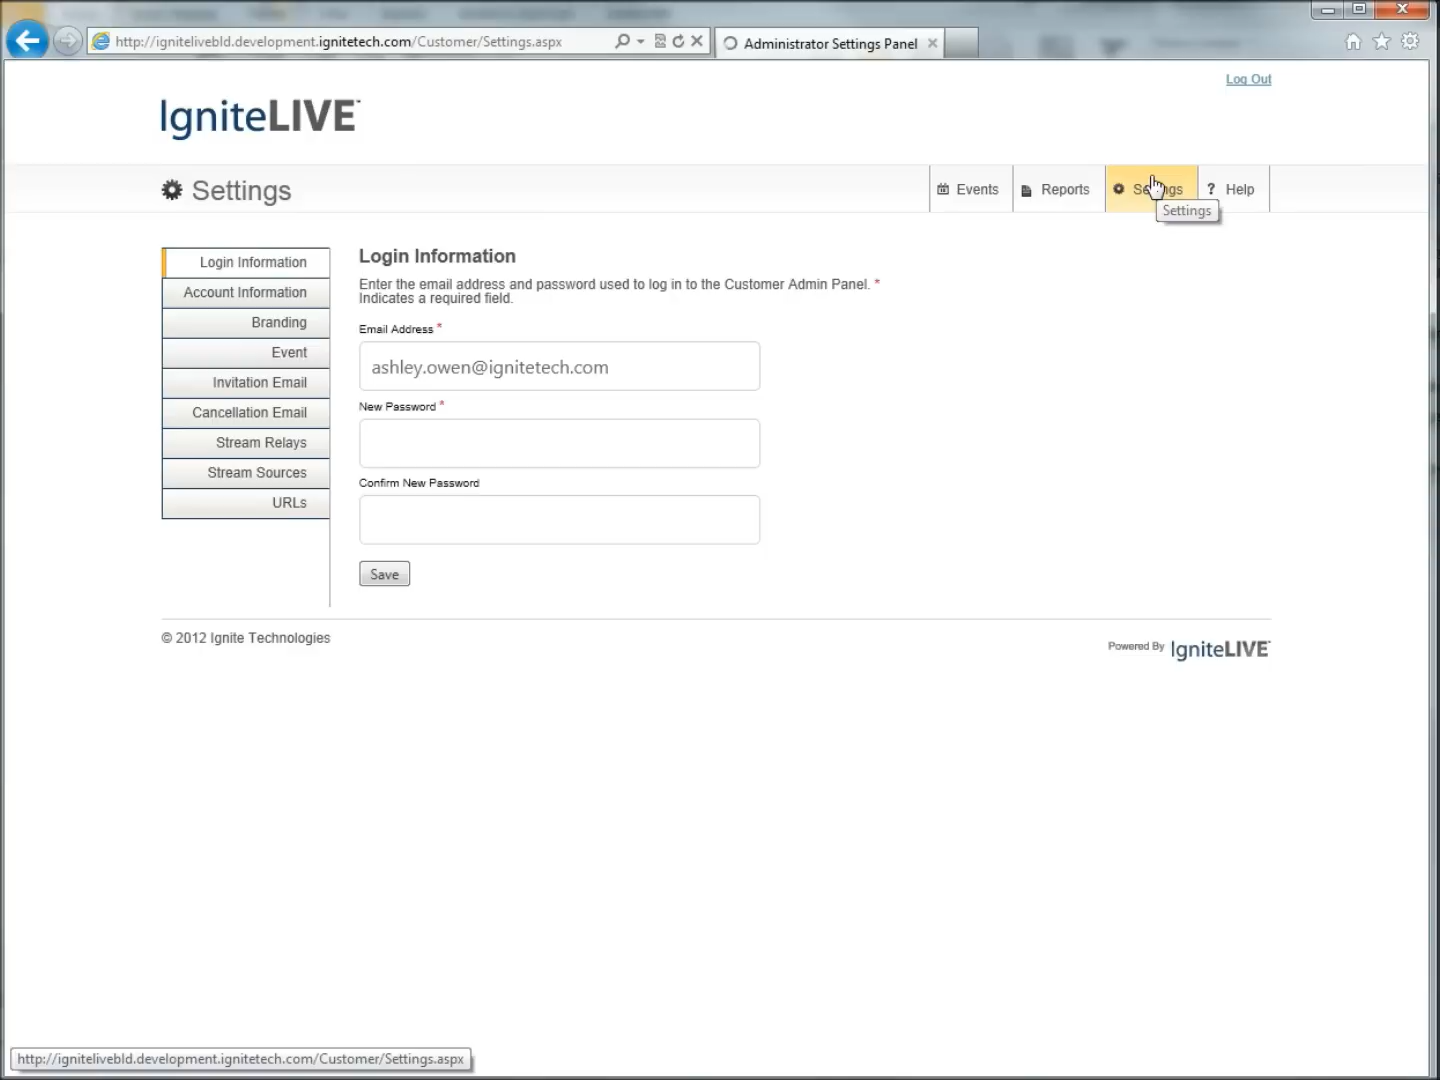 http://ignitelivebld.development.ignitetech.com/Customer/Settings.aspx
Administrator Settings Panel
Log Out
IgniteLIVE™
Settings
Events
Reports
Settings
? Help
Settings
Login Information
Account Information
Branding
Event
Invitation Email
Cancellation Email
Stream Relays
Stream Sources
URLs
Login Information
Enter the email address and password used to log in to the Customer Admin Panel. *
Indicates a required field.
Email Address *
ashley.owen@ignitetech.com
New Password *
Confirm New Password
Save
© 2012 Ignite Technologies
Powered By IgniteLIVE™
http://ignitelivebld.development.ignitetech.com/Customer/Settings.aspx